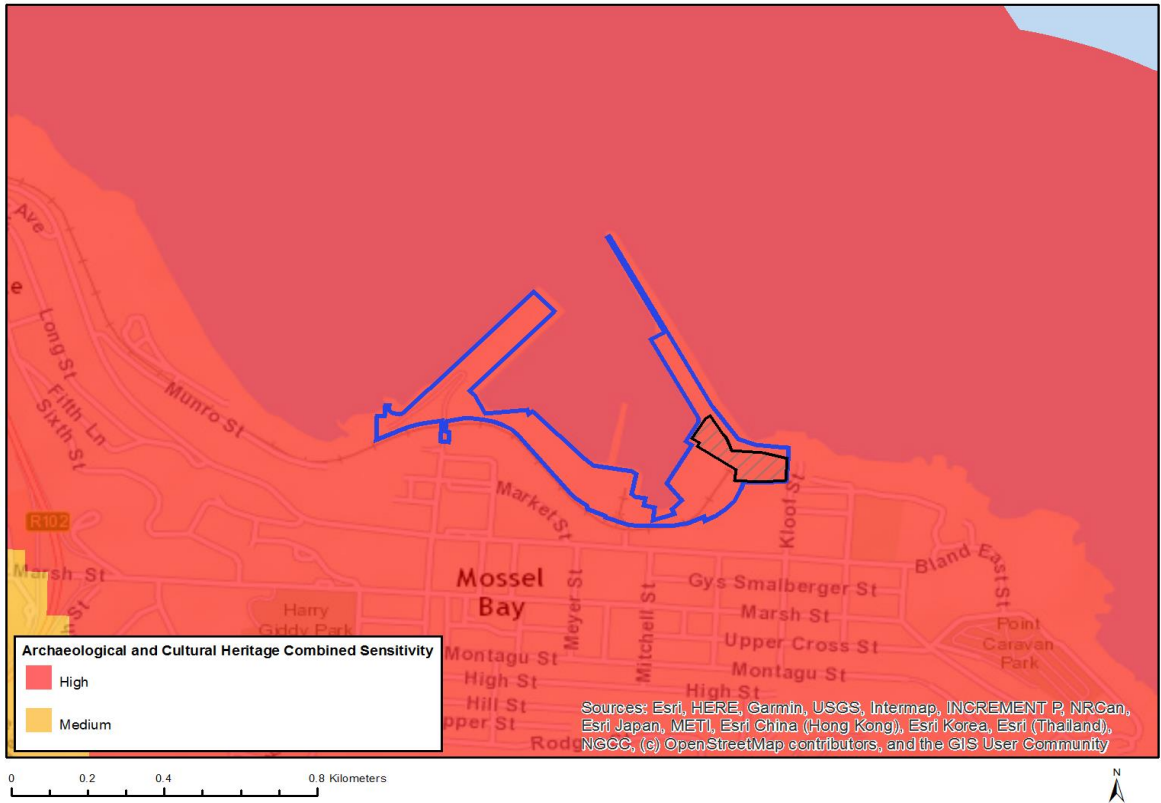 Ave
e
Long St
Fifth Ln
Sixth St
Munro St
R102
Marsh St
Market St
Mossel
Bay
Harry
Giddy Park
Meyer St
Mitchell St
Kloof St
Gys Smalberger St
Marsh St
Upper Cross St
Montagu St
Montagu St
High St
High St
Hill St
pper St
Bland East St
Point
Caravan
Park
Archaeological and Cultural Heritage Combined Sensitivity
High
Medium
Sources: Esri, HERE, Garmin, USGS, Intermap, INCREMENT P, NRCan,
Esri Japan, METI, Esri China (Hong Kong), Esri Korea, Esri (Thailand),
NGCC, (c) OpenStreetMap contributors, and the GIS User Community
0 0.2 0.4 0.8 Kilometers
N